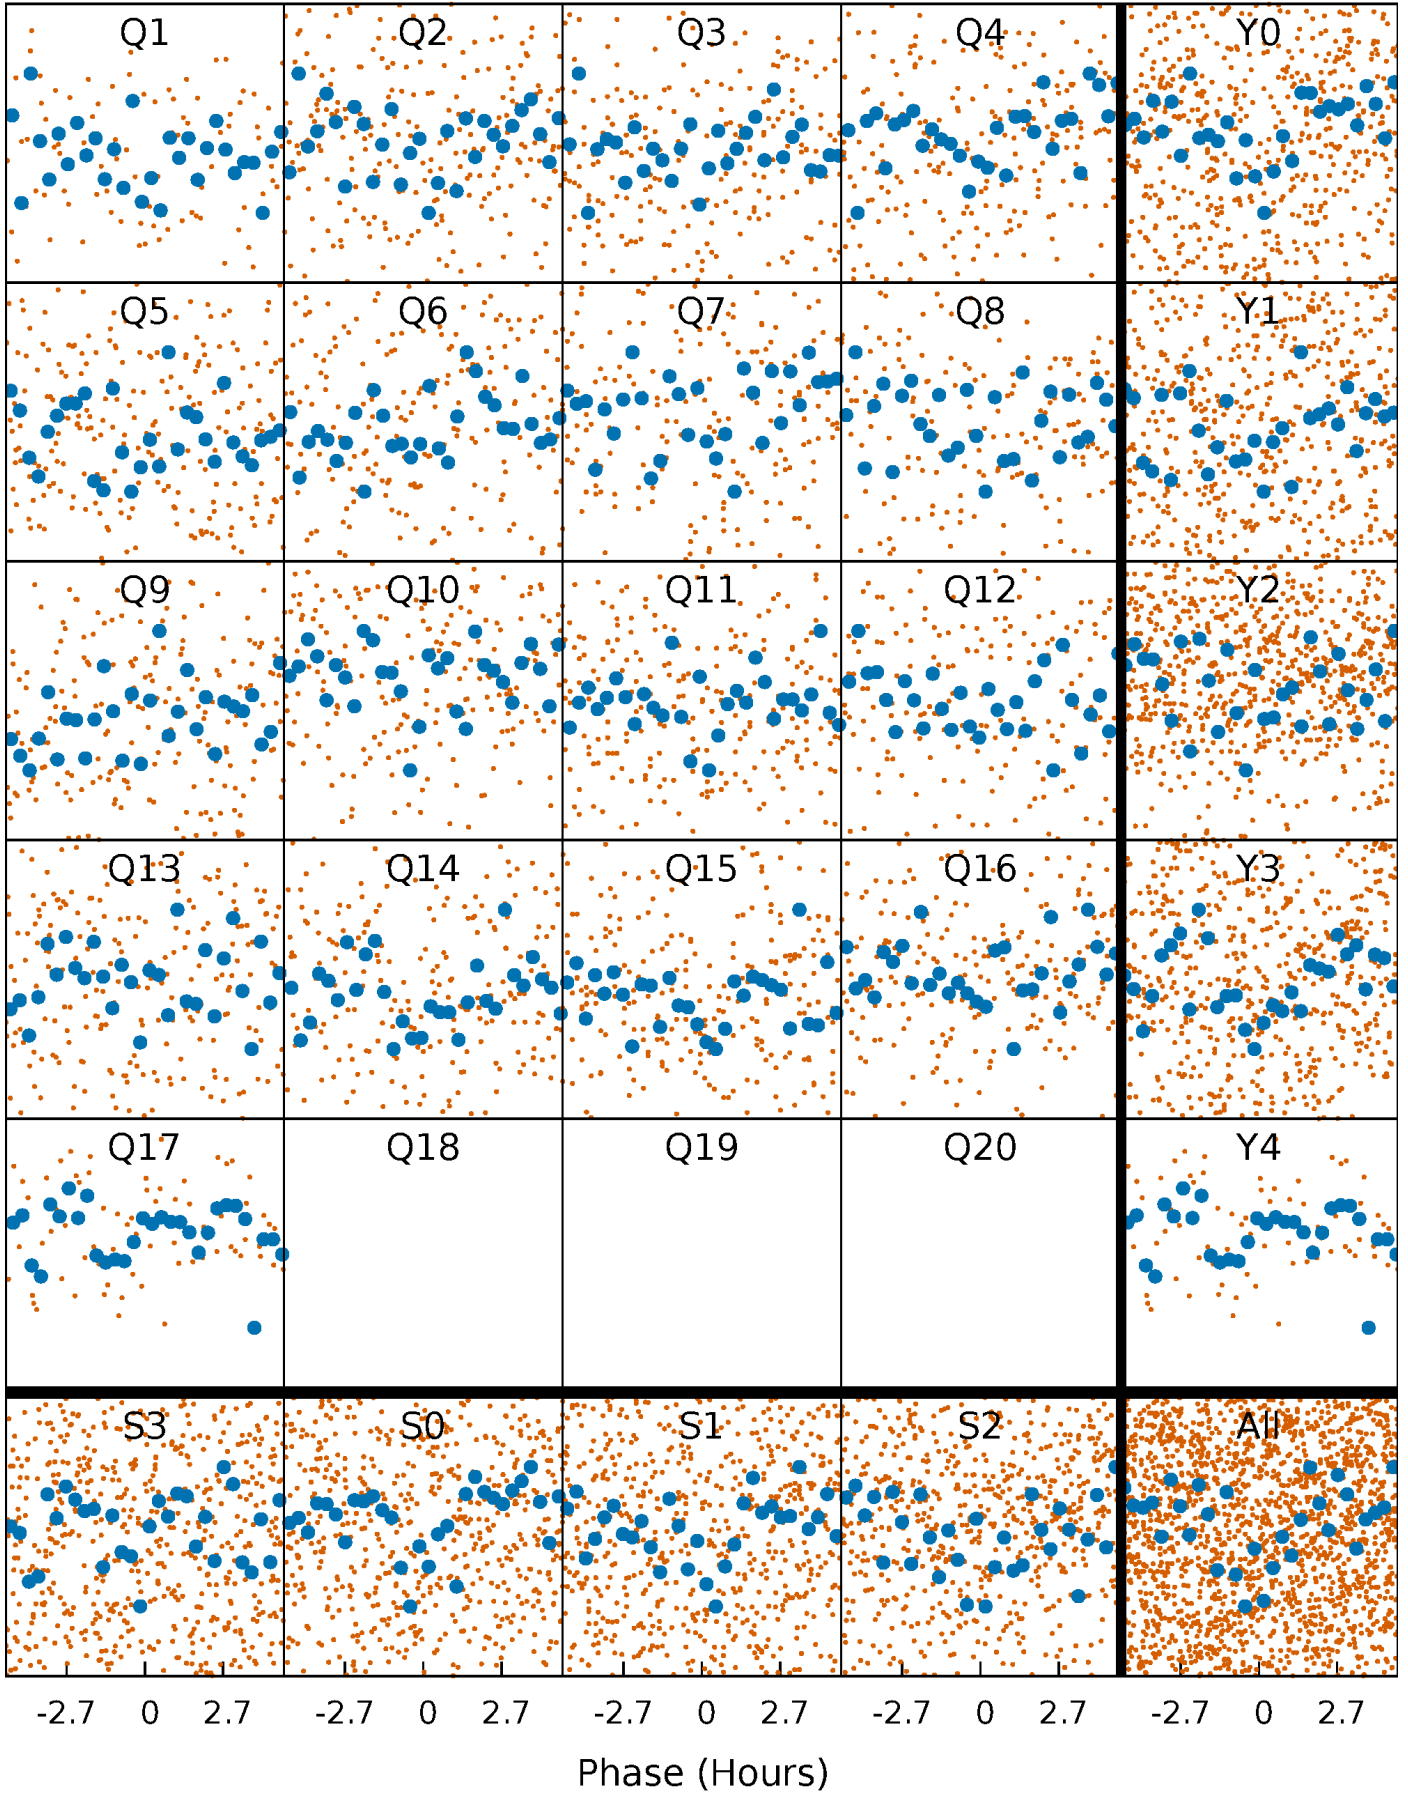 Q1 Q2 Q3 Q4 Y0
Q5 Q6 Q7 Q8 Y1
Q9 Q10 Q11 Q12 Y2
Q13 Q14 Q15 Q16 Y3
Q17 Q18 Q19 Q20 Y4
S3 S0 S1 S2 All
-2.7 0 2.7 -2.7 0 2.7 -2.7 0 2.7 -2.7 0 2.7 -2.7 0 2.7
Phase (Hours)